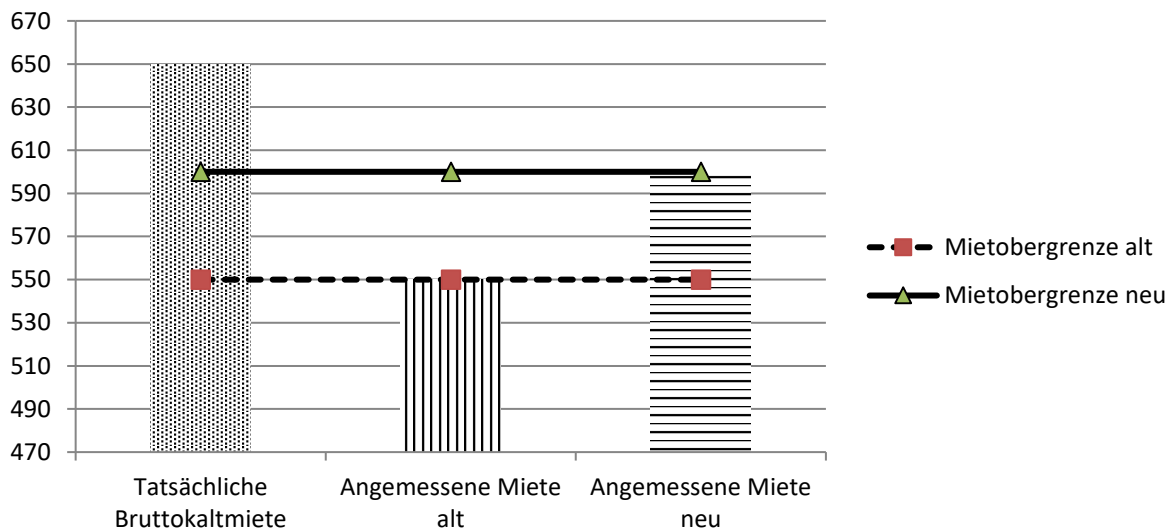 670
650
630
610
590
570
550
530
510
490
470
Tatsächliche
Bruttokaltmiete
Angemessene Miete
alt
Angemessene Miete
neu
Mietobergrenze alt
Mietobergrenze neu